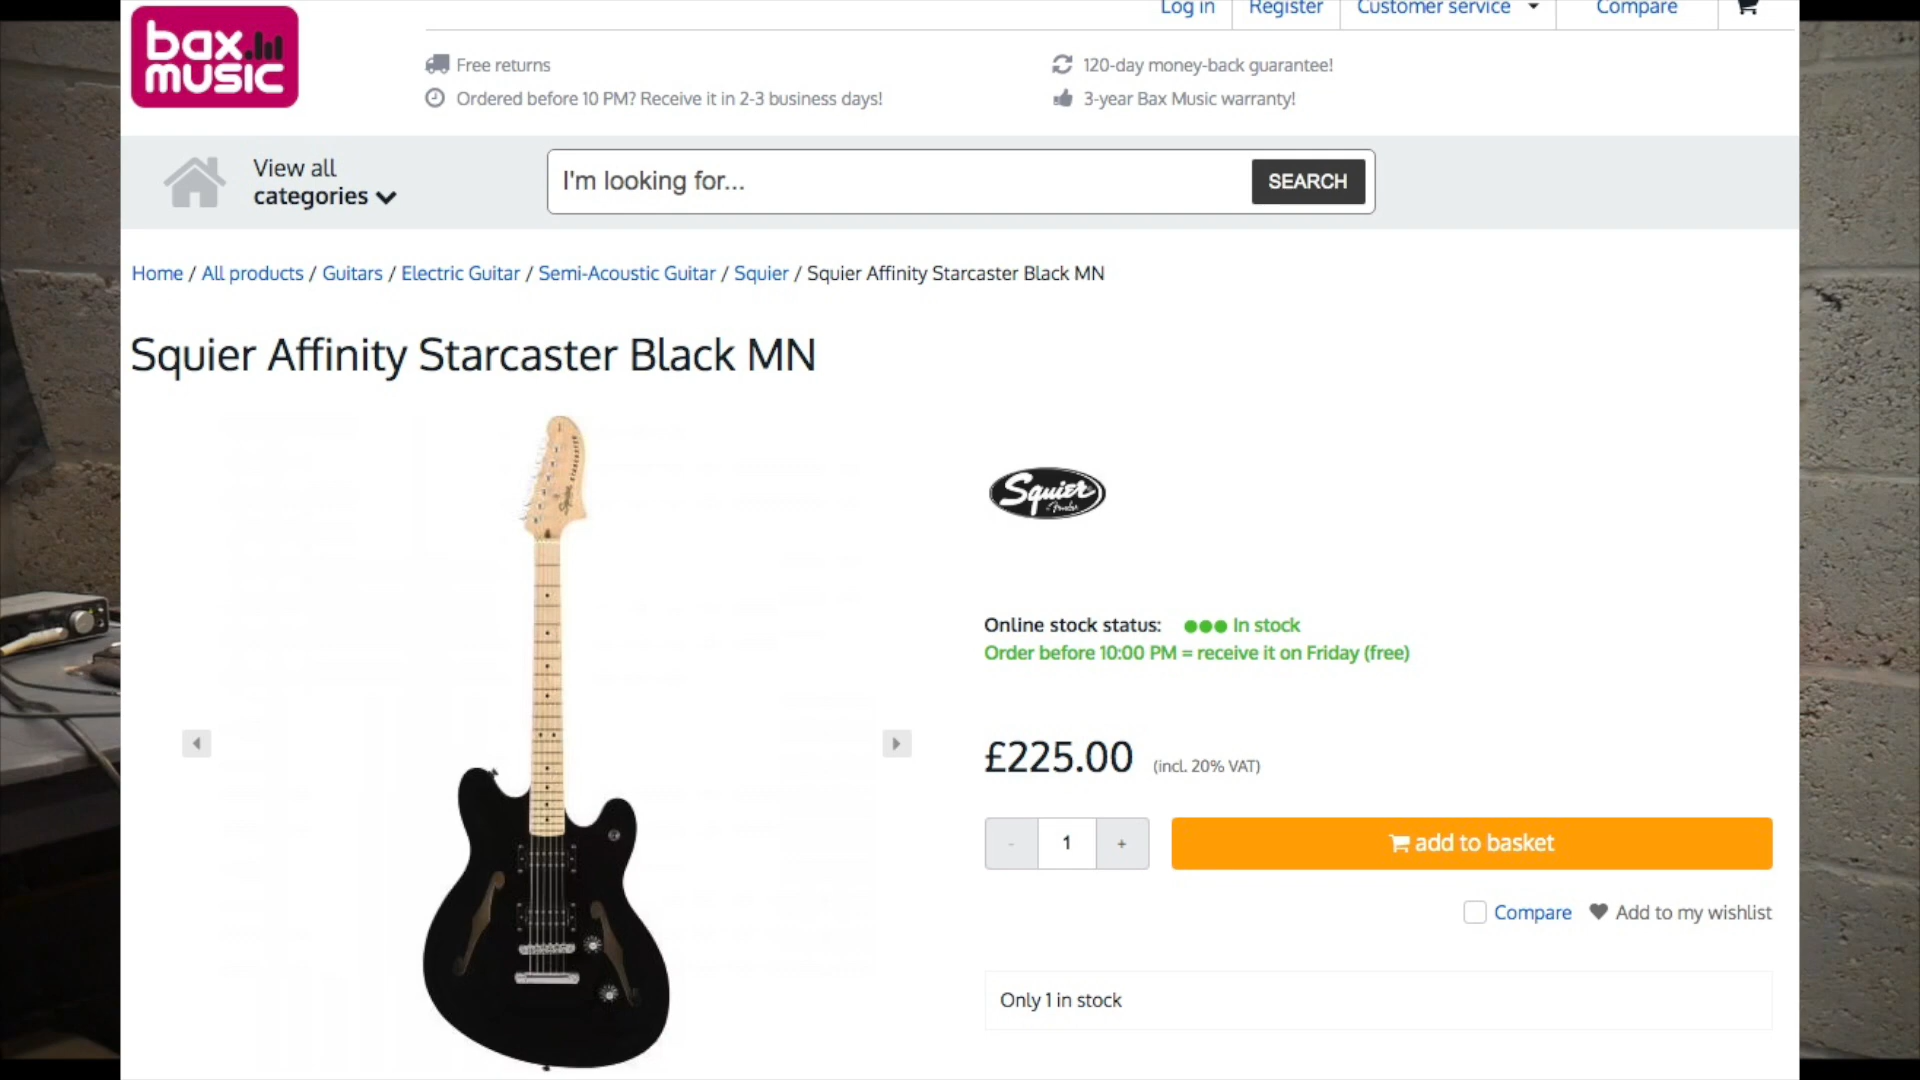 Log in
Register
Customer service
Compare
bax
music
Free returns
120-day money-back guarantee!
Ordered before 10 PM? Receive it in 2-3 business days!
3-year Bax Music warranty!
View all
categories
I'm looking for...
SEARCH
Home / All products / Guitars / Electric Guitar / Semi-Acoustic Guitar / Squier / Squier Affinity Starcaster Black MN
Squier Affinity Starcaster Black MN
Squier
STARCASTER
Squier
Fender
Online stock status: In stock
Order before 10:00 PM = receive it on Friday (free)
£225.00 (incl. 20% VAT)
- 1 +
add to basket
Compare
Add to my wishlist
Only 1 in stock